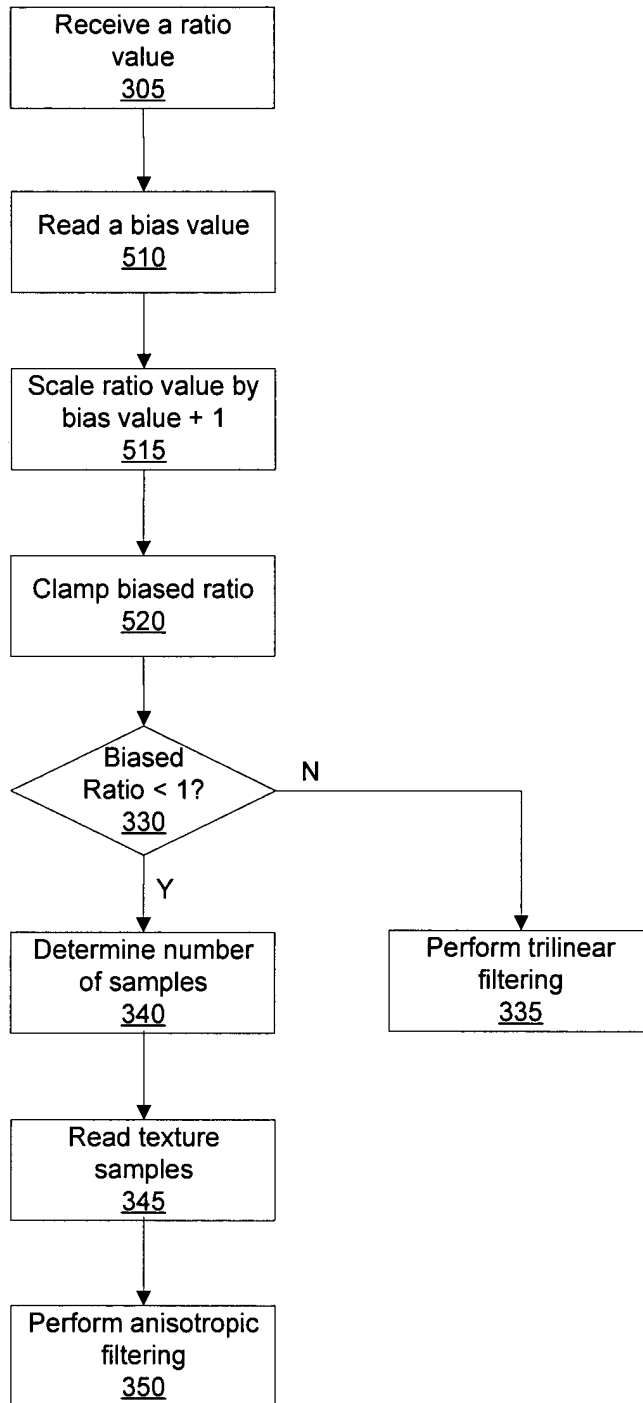 Receive a ratio
value
305
Read a bias value
510
Scale ratio value by
bias value + 1
515
Clamp biased ratio
520
Biased
Ratio < 1?
330
N
Y
Determine number
of samples
340
Perform trilinear
filtering
335
Read texture
samples
345
Perform anisotropic
filtering
350